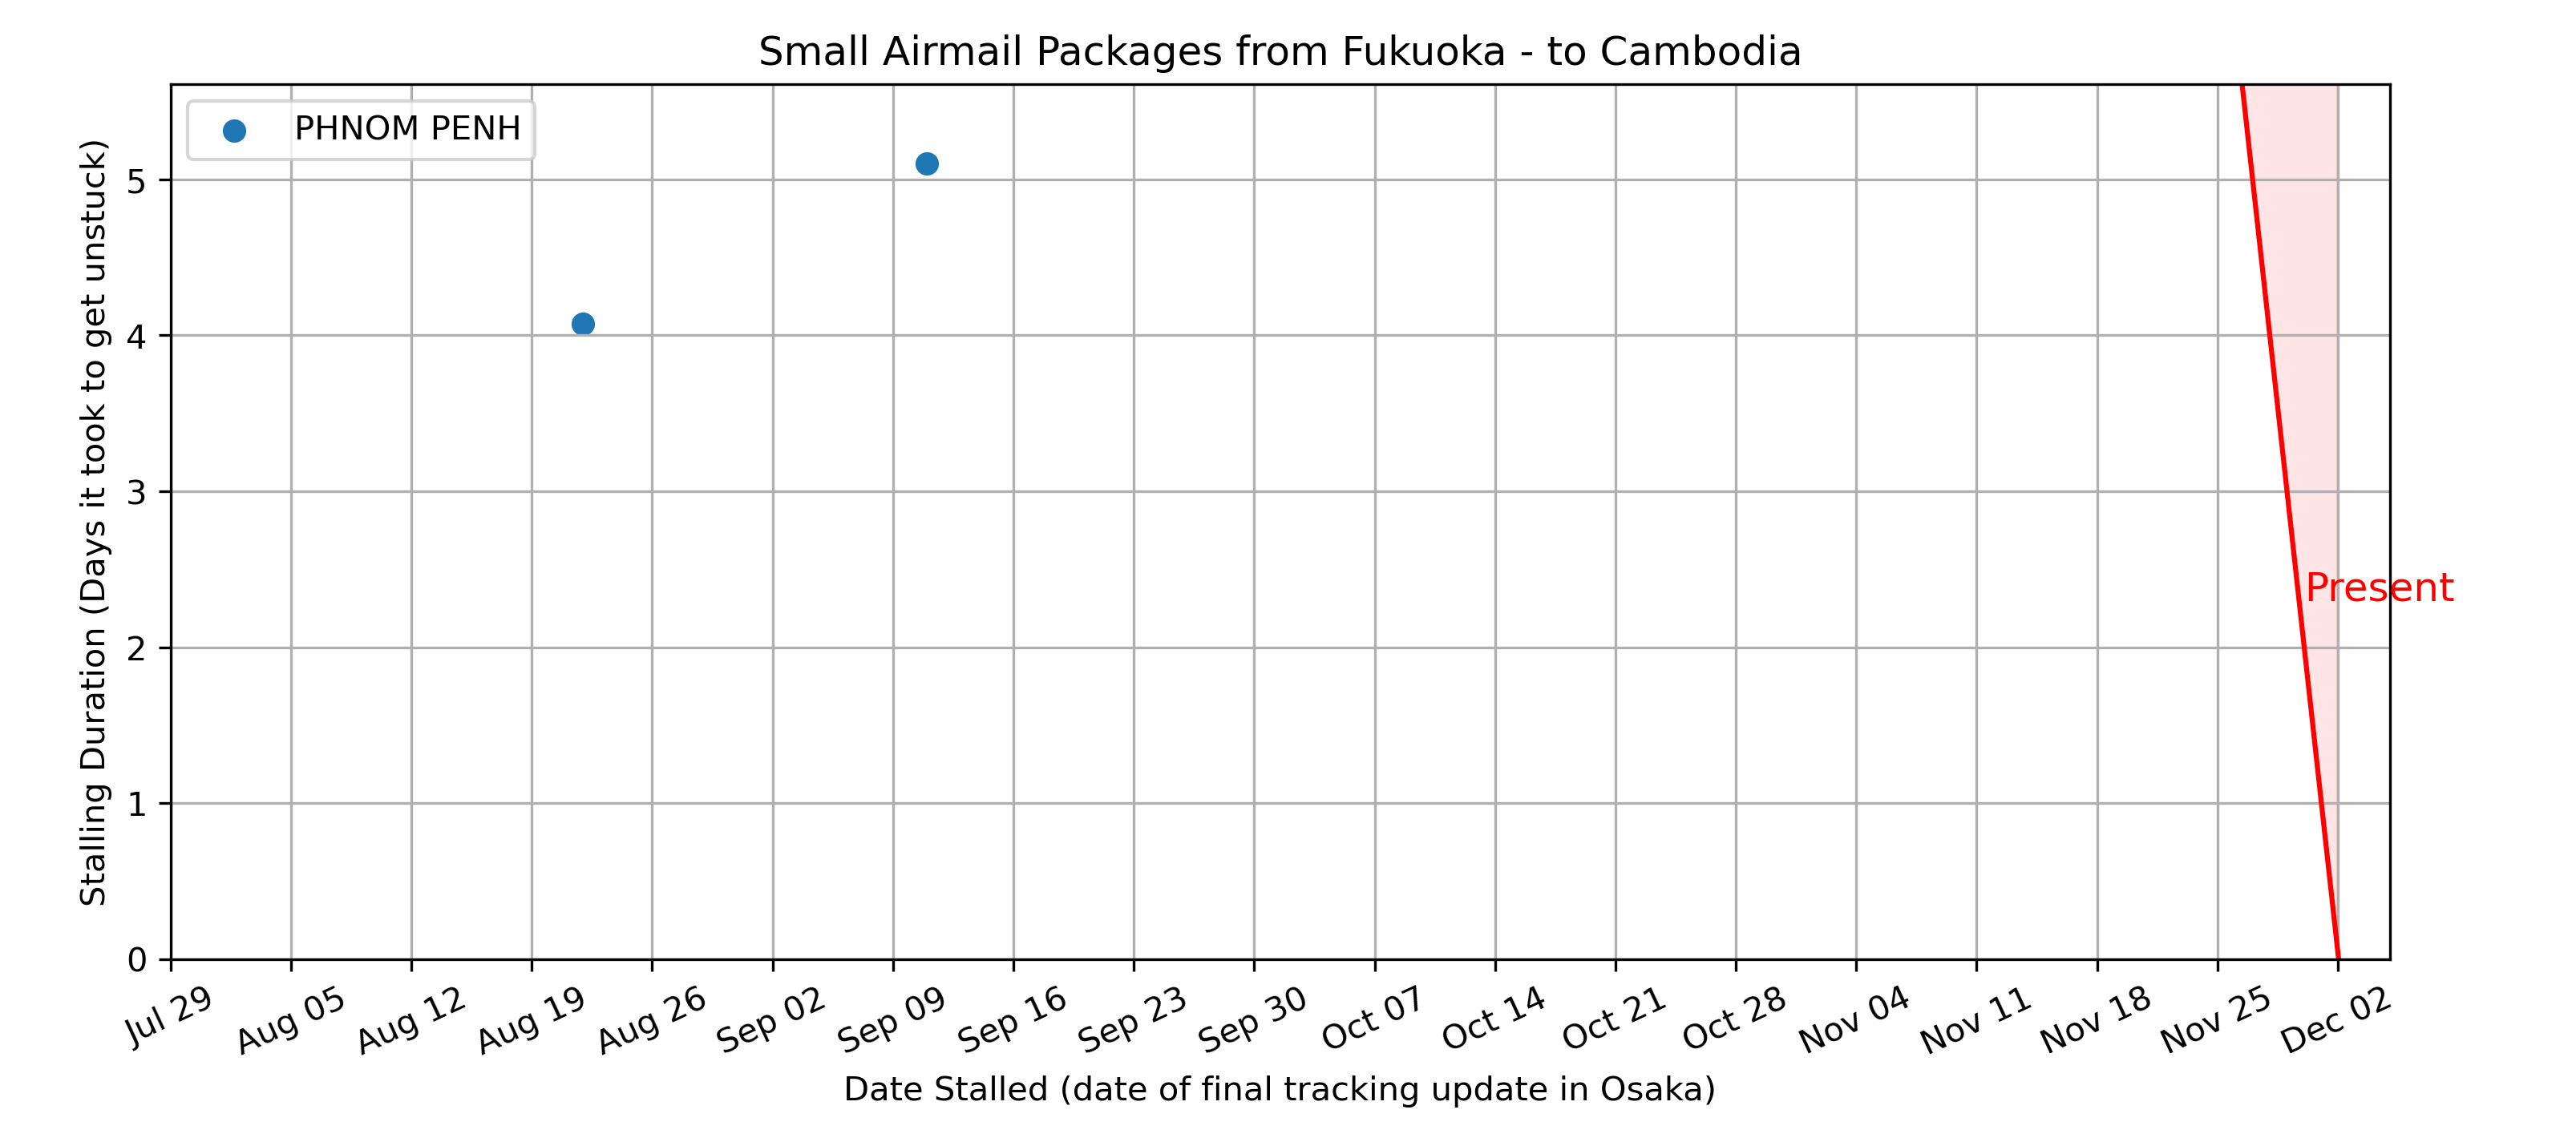 Small Airmail Packages from Fukuoka - to Cambodia
PHNOM PENH
Stalling Duration (Days it took to get unstuck)
5
4
3
2
1
0
Present
Jul 29
Aug 05
Aug 12
Aug 19
Aug 26
Sep 02
Sep 09
Sep 16
Sep 23
Sep 30
Oct 07
Oct 14
Oct 21
Oct 28
Nov 04
Nov 11
Nov 18
Nov 25
Dec 02
Date Stalled (date of final tracking update in Osaka)